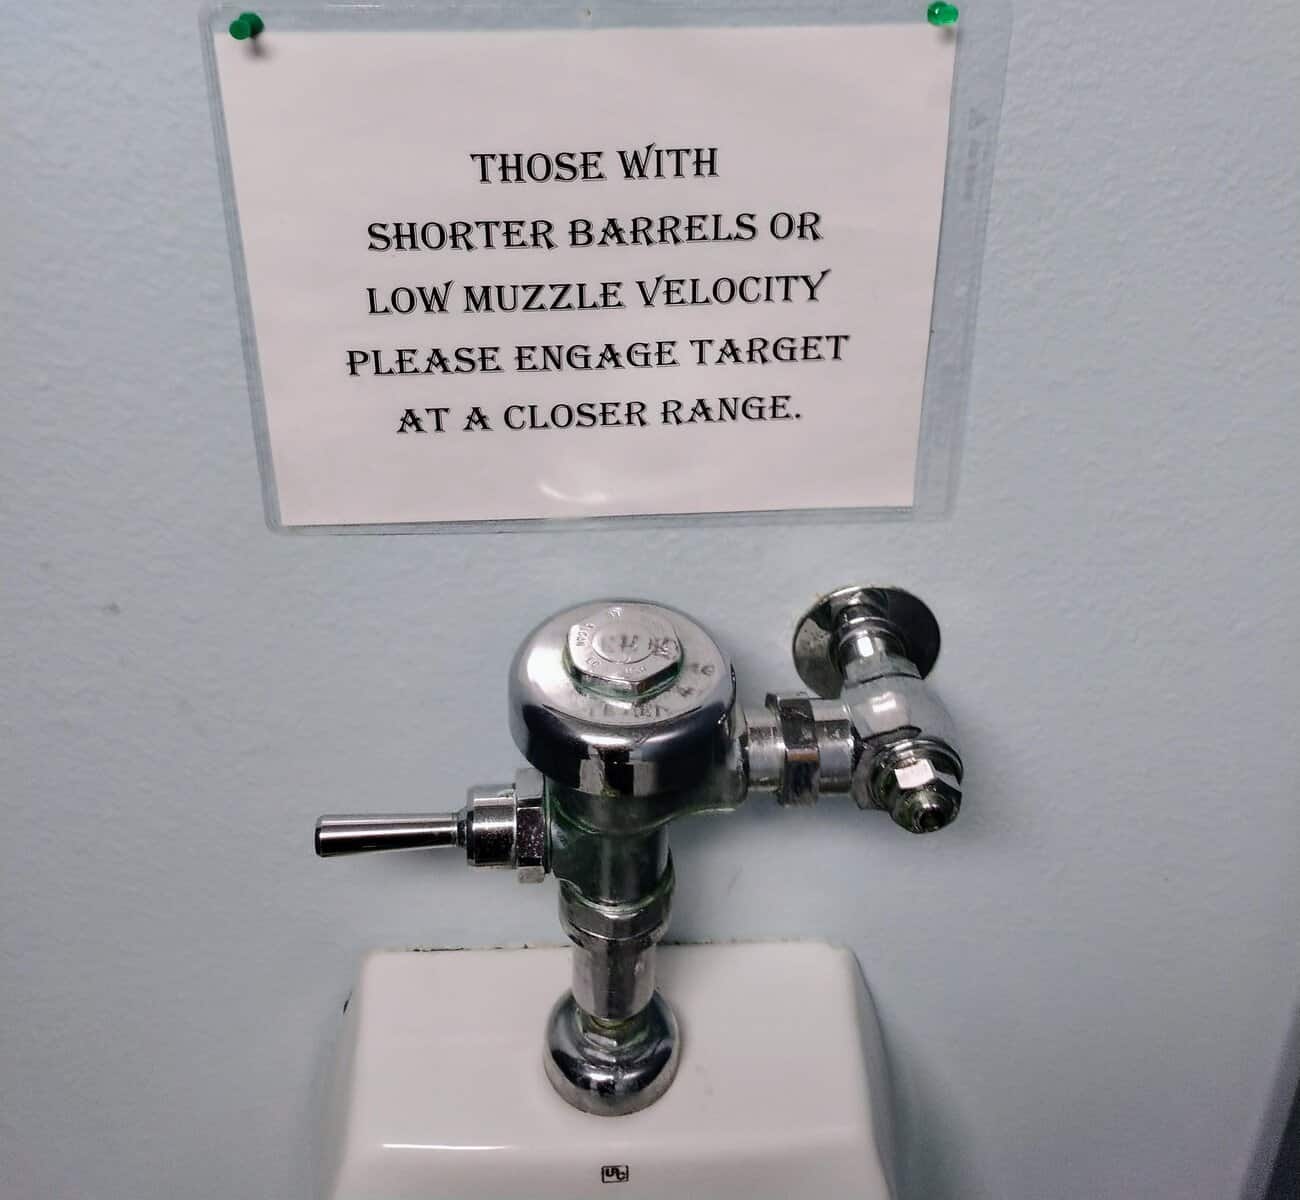 THOSE WITH
SHORTER BARRELS OR
LOW MUZZLE VELOCITY
PLEASE ENGAGE TARGET
AT A CLOSER RANGE.